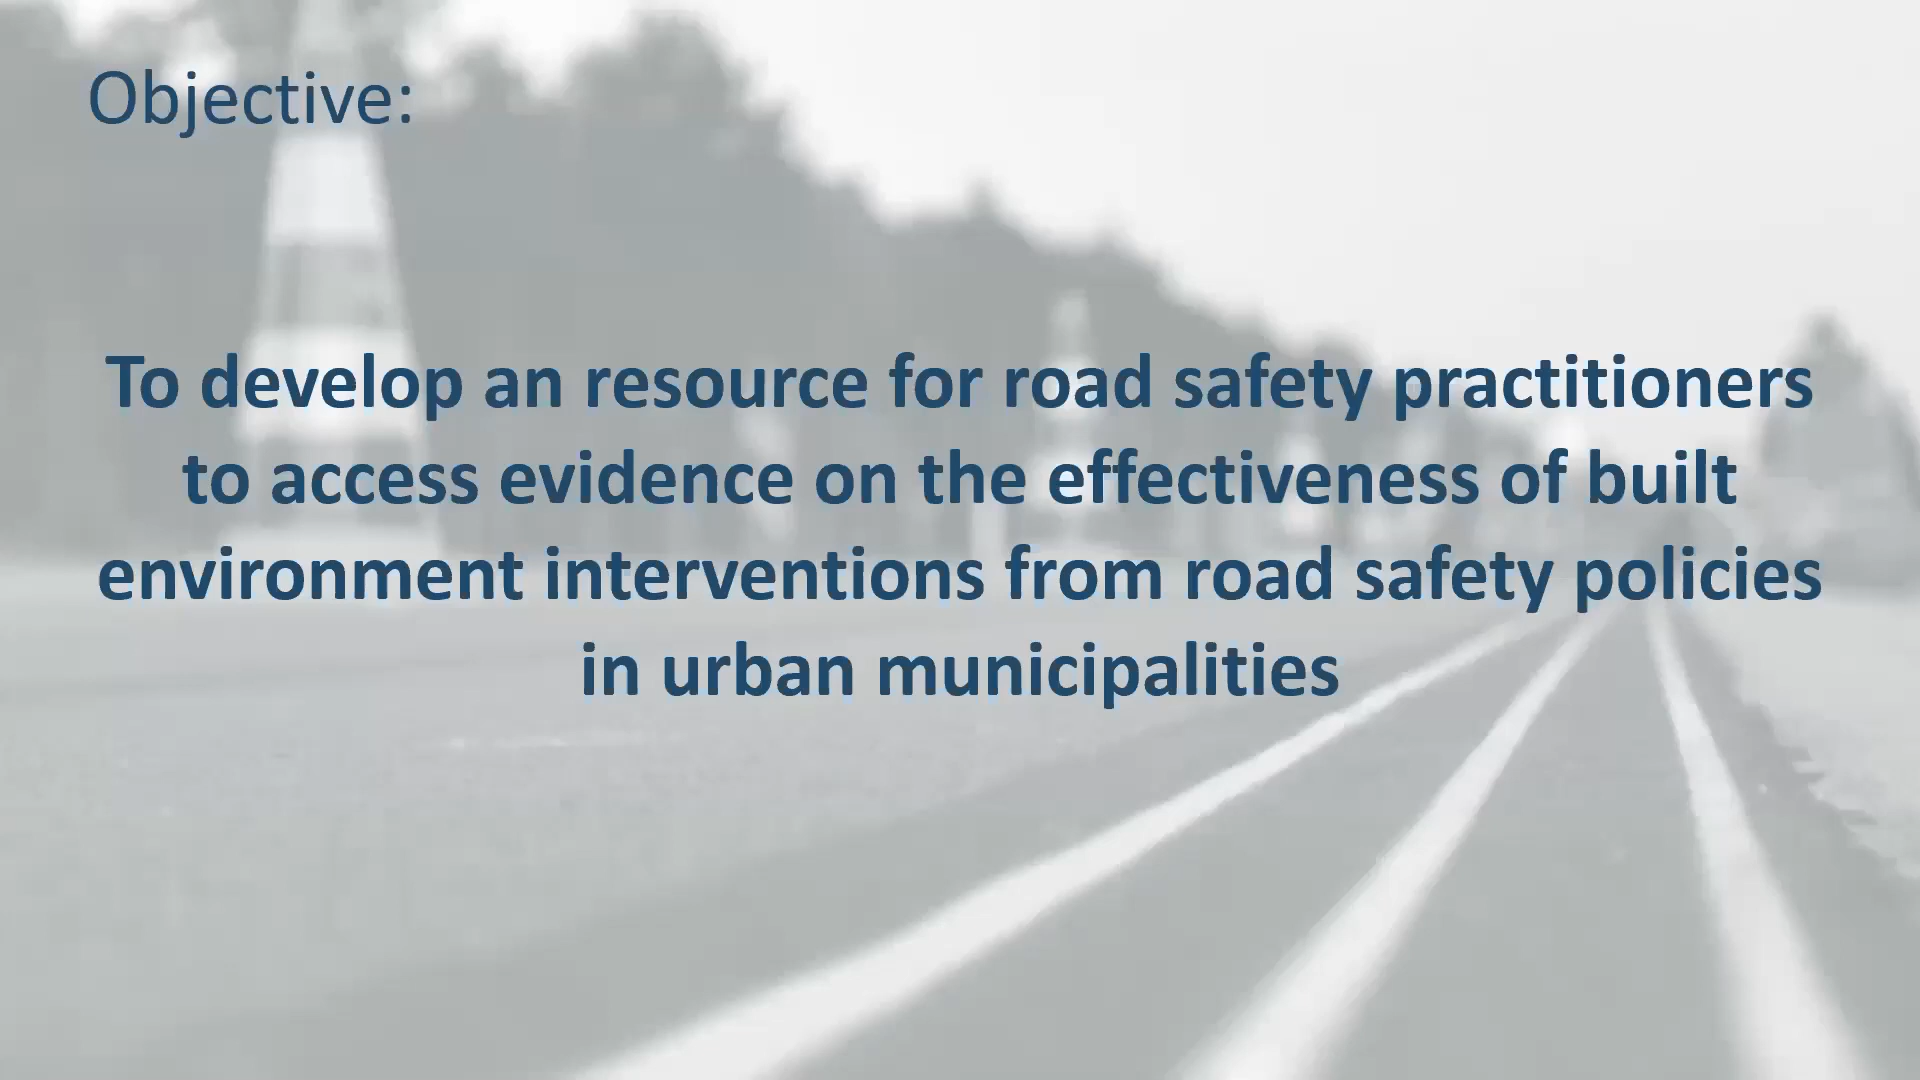 Objective:
To develop an resource for road safety practitioners
to access evidence on the effectiveness of built
environment interventions from road safety policies
in urban municipalities